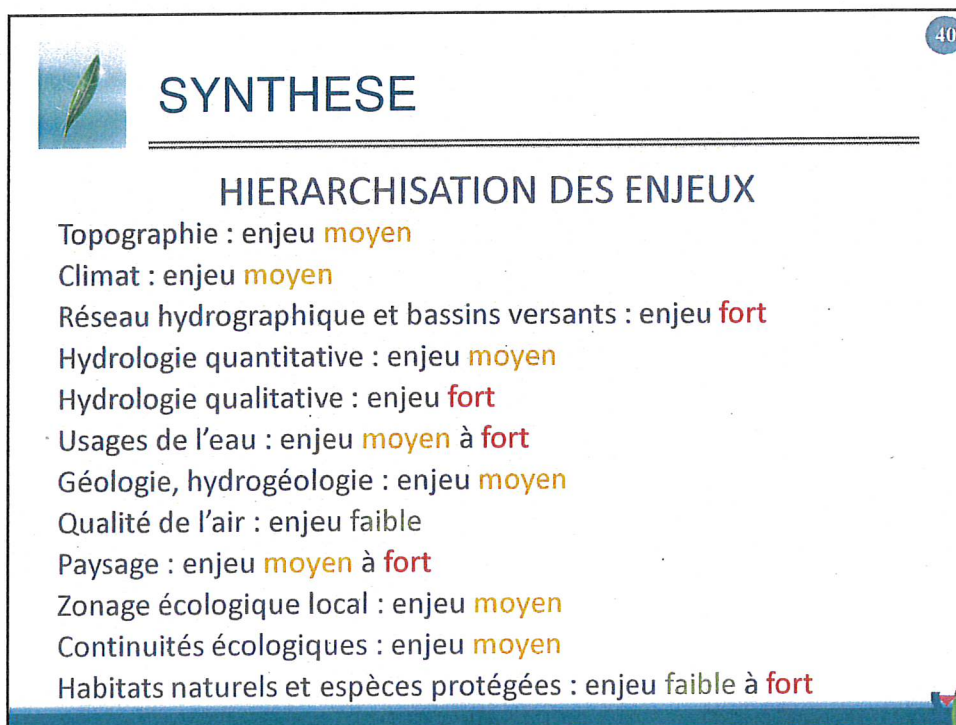 40
SYNTHESE
HIERARCHISATION DES ENJEUX
Topographie : enjeu moyen
Climat : enjeu moyen
Réseau hydrographique et bassins versants : enjeu fort
Hydrologie quantitative : enjeu moyen
Hydrologie qualitative : enjeu fort
Usages de l'eau : enjeu moyen à fort
Géologie, hydrogéologie : enjeu moyen
Qualité de l'air : enjeu faible
Paysage : enjeu moyen à fort
Zonage écologique local : enjeu moyen
Continuités écologiques : enjeu moyen
Habitats naturels et espèces protégées : enjeu faible à fort